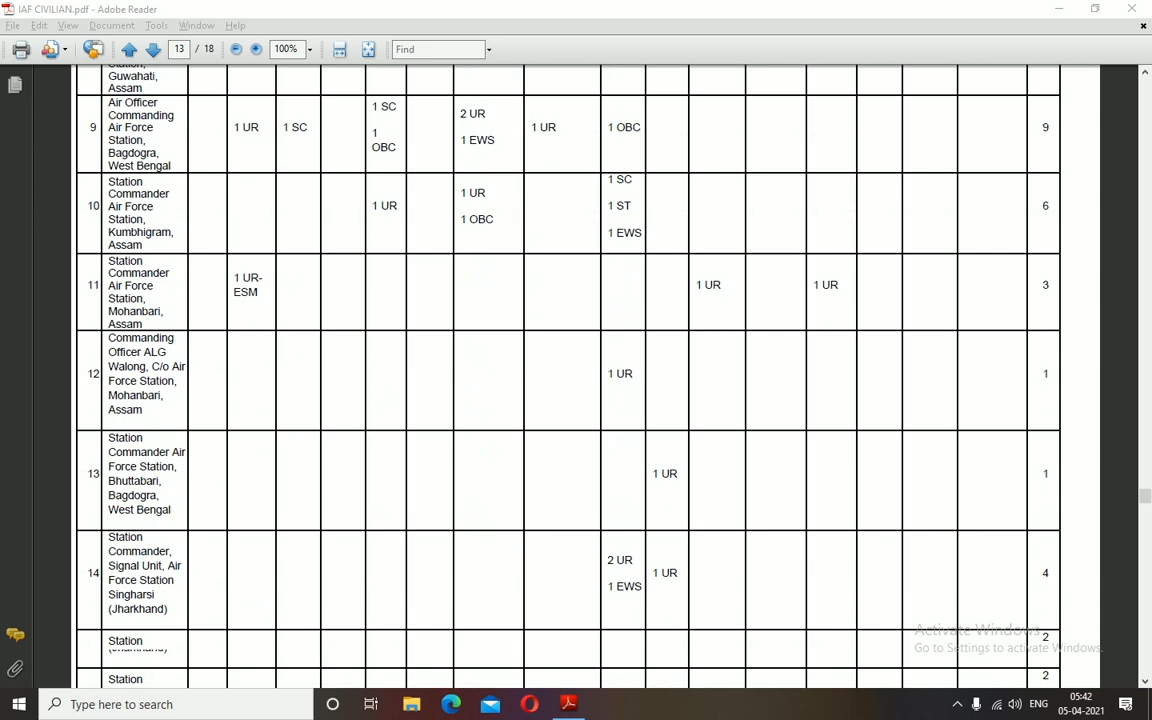 IAF CIVILIAN.pdf - Adobe Reader
File Edit View Document Tools Window Help
13 / 18 100% Find
Guwahati,
Assam
9 Air Officer Commanding Air Force Station, Bagdogra, West Bengal 1 UR 1 SC 1 SC 1 OBC 2 UR 1 EWS 1 UR 1 OBC 9
10 Station Commander Air Force Station, Kumbhigram, Assam 1 UR 1 UR 1 OBC 1 SC 1 ST 1 EWS 6
11 Station Commander Air Force Station, Mohanbari, Assam 1 UR-ESM 1 UR 1 UR 3
12 Commanding Officer ALG Walong, C/o Air Force Station, Mohanbari, Assam 1 UR 1
13 Station Commander Air Force Station, Bhuttabari, Bagdogra, West Bengal 1 UR 1
14 Station Commander, Signal Unit, Air Force Station Singharsi (Jharkhand) 2 UR 1 EWS 1 UR 4
Station 2
Station 2
Activate Windows
Go to Settings to activate Windows.
Type here to search
ENG 05:42
05-04-2021